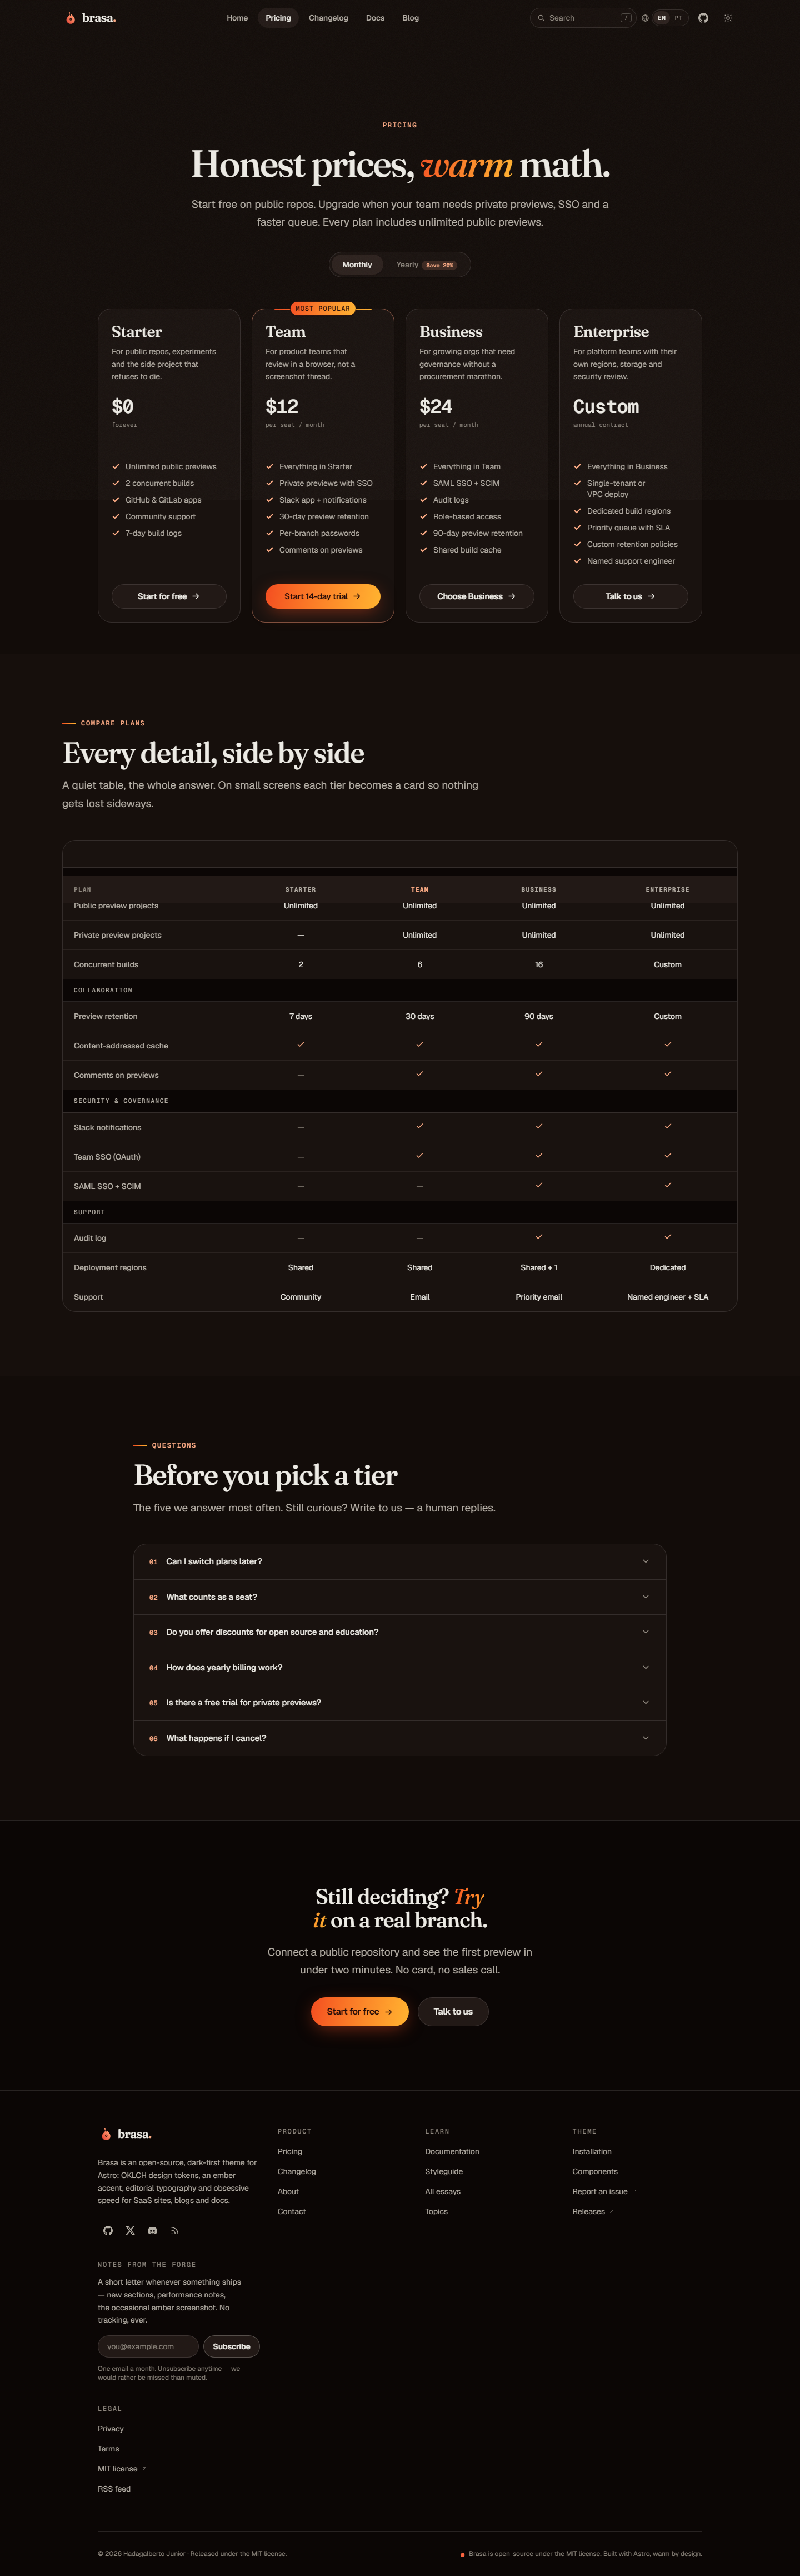 brasa.
Home Pricing Changelog Docs Blog
Search /
EN PT
PRICING
Honest prices, warm math.
Start free on public repos. Upgrade when your team needs private previews, SSO and a
faster queue. Every plan includes unlimited public previews.
Monthly Yearly Save 20%
Starter
For public repos, experiments
and the side project that
refuses to die.
$0
forever
Unlimited public previews
2 concurrent builds
GitHub & GitLab apps
Community support
7-day build logs
Start for free →
MOST POPULAR
Team
For product teams that
review in a browser, not a
screenshot thread.
$12
per seat / month
Everything in Starter
Private previews with SSO
Slack app + notifications
30-day preview retention
Per-branch passwords
Comments on previews
Start 14-day trial →
Business
For growing orgs that need
governance without a
procurement marathon.
$24
per seat / month
Everything in Team
SAML SSO + SCIM
Audit logs
Role-based access
90-day preview retention
Shared build cache
Choose Business →
Enterprise
For platform teams with their
own regions, storage and
security review.
Custom
annual contract
Everything in Business
Single-tenant or
VPC deploy
Dedicated build regions
Priority queue with SLA
Custom retention policies
Named support engineer
Talk to us →
COMPARE PLANS
Every detail, side by side
A quiet table, the whole answer. On small screens each tier becomes a card so nothing
gets lost sideways.
PLAN STARTER TEAM BUSINESS ENTERPRISE
Public preview projects Unlimited Unlimited Unlimited Unlimited
Private preview projects — Unlimited Unlimited Unlimited
Concurrent builds 2 6 16 Custom
COLLABORATION
Preview retention 7 days 30 days 90 days Custom
Content-addressed cache ✓ ✓ ✓ ✓
Comments on previews — ✓ ✓ ✓
SECURITY & GOVERNANCE
Slack notifications — ✓ ✓ ✓
Team SSO (OAuth) — ✓ ✓ ✓
SAML SSO + SCIM — — ✓ ✓
SUPPORT
Audit log — — ✓ ✓
Deployment regions Shared Shared Shared + 1 Dedicated
Support Community Email Priority email Named engineer + SLA
QUESTIONS
Before you pick a tier
The five we answer most often. Still curious? Write to us — a human replies.
01 Can I switch plans later?
02 What counts as a seat?
03 Do you offer discounts for open source and education?
04 How does yearly billing work?
05 Is there a free trial for private previews?
06 What happens if I cancel?
Still deciding? Try
it on a real branch.
Connect a public repository and see the first preview in
under two minutes. No card, no sales call.
Start for free → Talk to us
brasa.
Brasa is an open-source, dark-first theme for
Astro: OKLCH design tokens, an ember
accent, editorial typography and obsessive
speed for SaaS sites, blogs and docs.
NOTES FROM THE FORGE
A short letter whenever something ships
— new sections, performance notes,
the occasional ember screenshot. No
tracking, ever.
you@example.com Subscribe
One email a month. Unsubscribe anytime — we
would rather be missed than muted.
PRODUCT
Pricing
Changelog
About
Contact
LEARN
Documentation
Styleguide
All essays
Topics
THEME
Installation
Components
Report an issue ↗
Releases ↗
LEGAL
Privacy
Terms
MIT license ↗
RSS feed
© 2026 Hadagalberto Junior · Released under the MIT license.
Brasa is open-source under the MIT license. Built with Astro, warm by design.